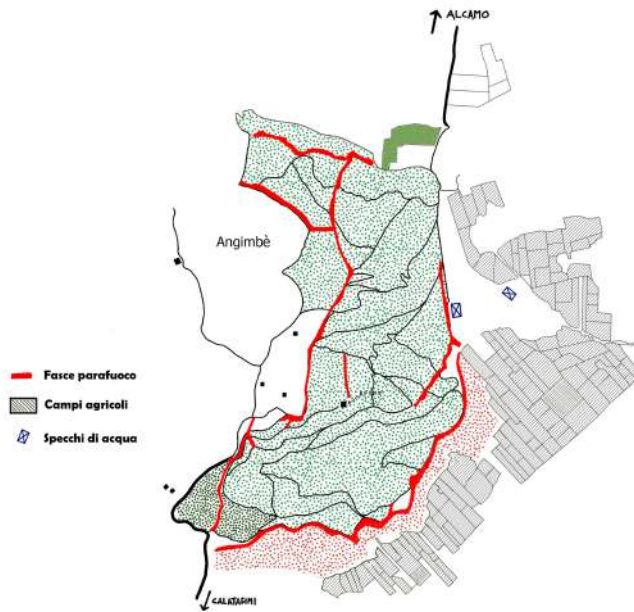 ALCAMO
Angimbè
Fasce parafuoco
Campi agricoli
Specchi di acqua
CALATAFIMI